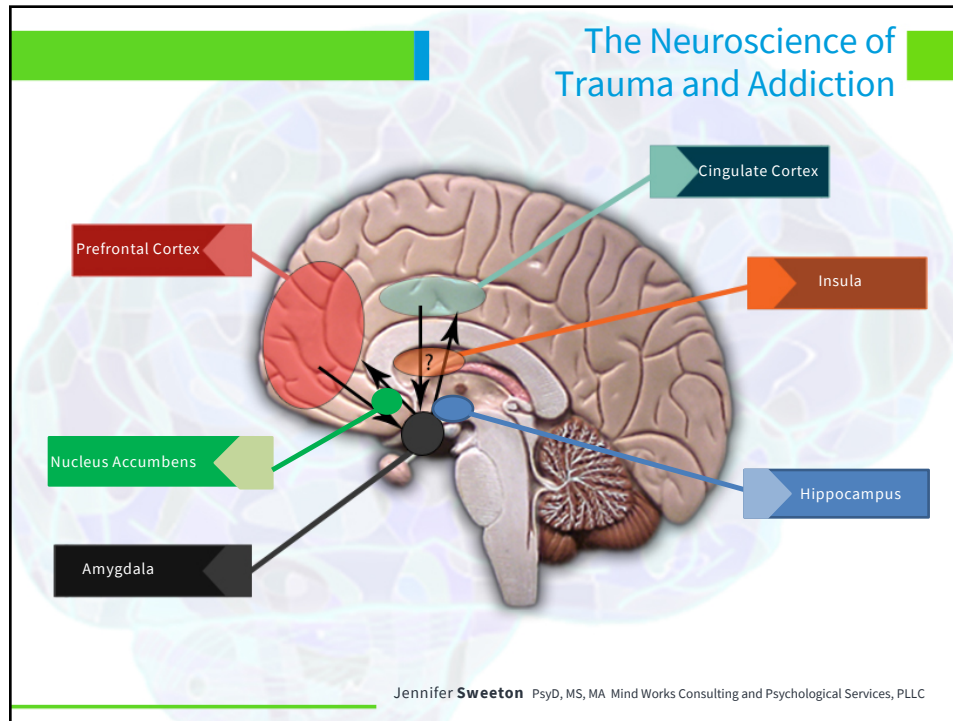 The Neuroscience of
Trauma and Addiction
Cingulate Cortex
Prefrontal Cortex
Insula
?
Nucleus Accumbens
Hippocampus
Amygdala
Jennifer Sweeton PsyD, MS, MA Mind Works Consulting and Psychological Services, PLLC